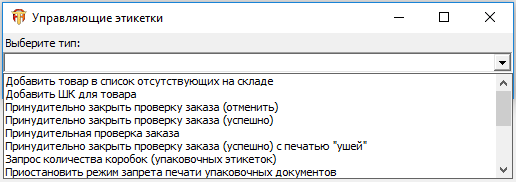 Управляющие этикетки
Выберите тип:
Добавить товар в список отсутствующих на складе
Добавить ШК для товара
Принудительно закрыть проверку заказа (отменить)
Принудительно закрыть проверку заказа (успешно)
Принудительная проверка заказа
Принудительно закрыть проверку заказа (успешно) с печатью "ушей"
Запрос количества коробок (упаковочных этикеток)
Приостановить режим запрета печати упаковочных документов